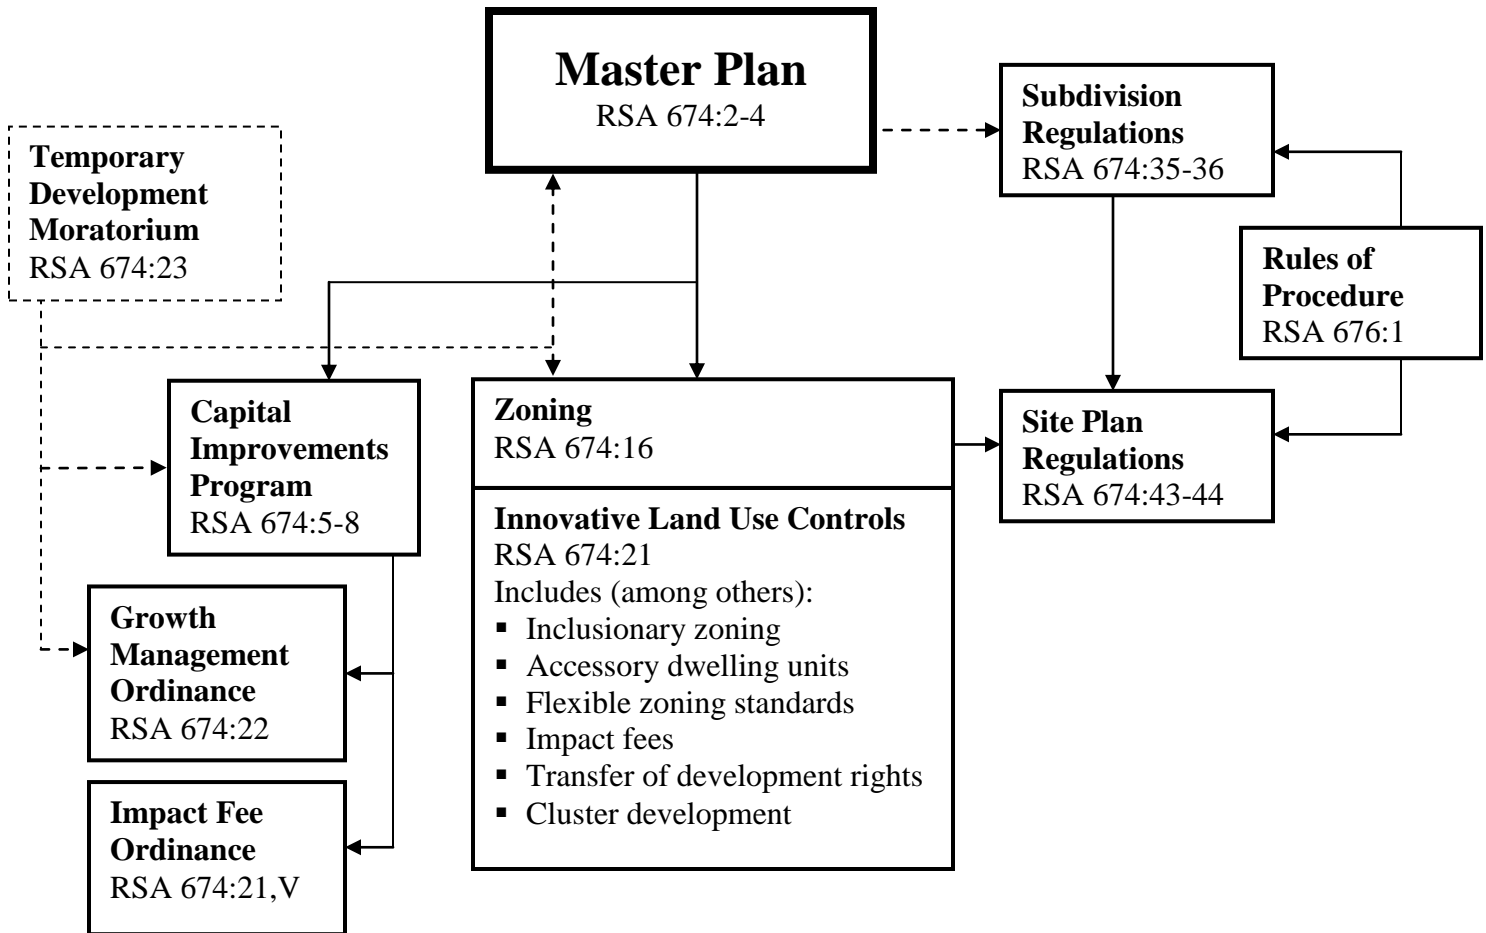 Master Plan
RSA 674:2-4
Subdivision
Regulations
RSA 674:35-36
Temporary
Development
Moratorium
RSA 674:23
Rules of
Procedure
RSA 676:1
Capital
Improvements
Program
RSA 674:5-8
Zoning
RSA 674:16
Site Plan
Regulations
RSA 674:43-44
Innovative Land Use Controls
RSA 674:21
Includes (among others):
▪ Inclusionary zoning
▪ Accessory dwelling units
▪ Flexible zoning standards
▪ Impact fees
▪ Transfer of development rights
▪ Cluster development
Growth
Management
Ordinance
RSA 674:22
Impact Fee
Ordinance
RSA 674:21,V